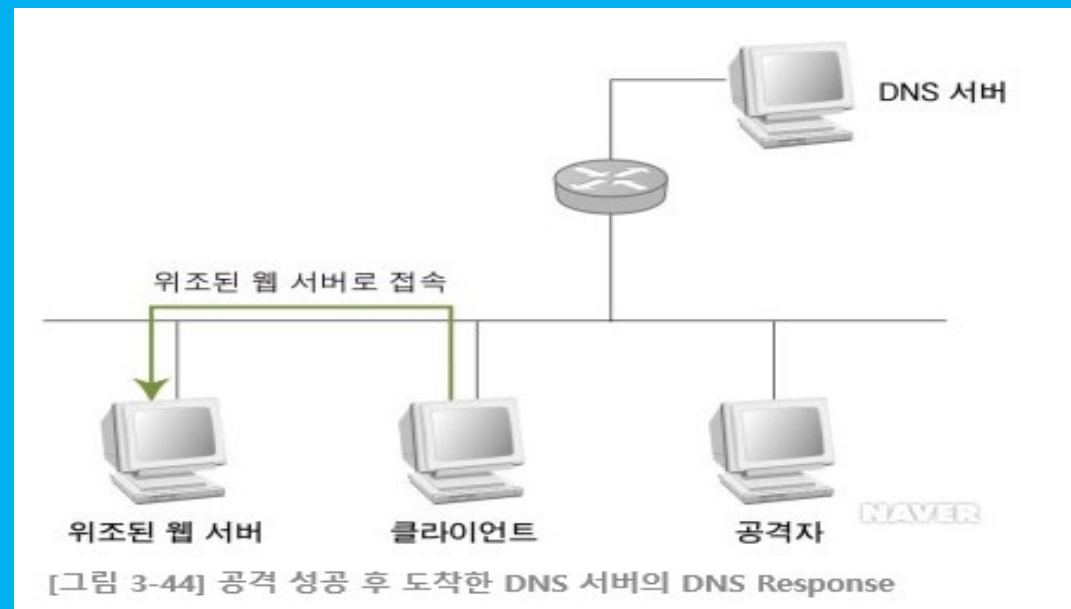 DNS 서버
위조된 웹 서버로 접속
위조된 웹 서버
클라이언트
공격자
NAVER
[그림 3-44] 공격 성공 후 도착한 DNS 서버의 DNS Response